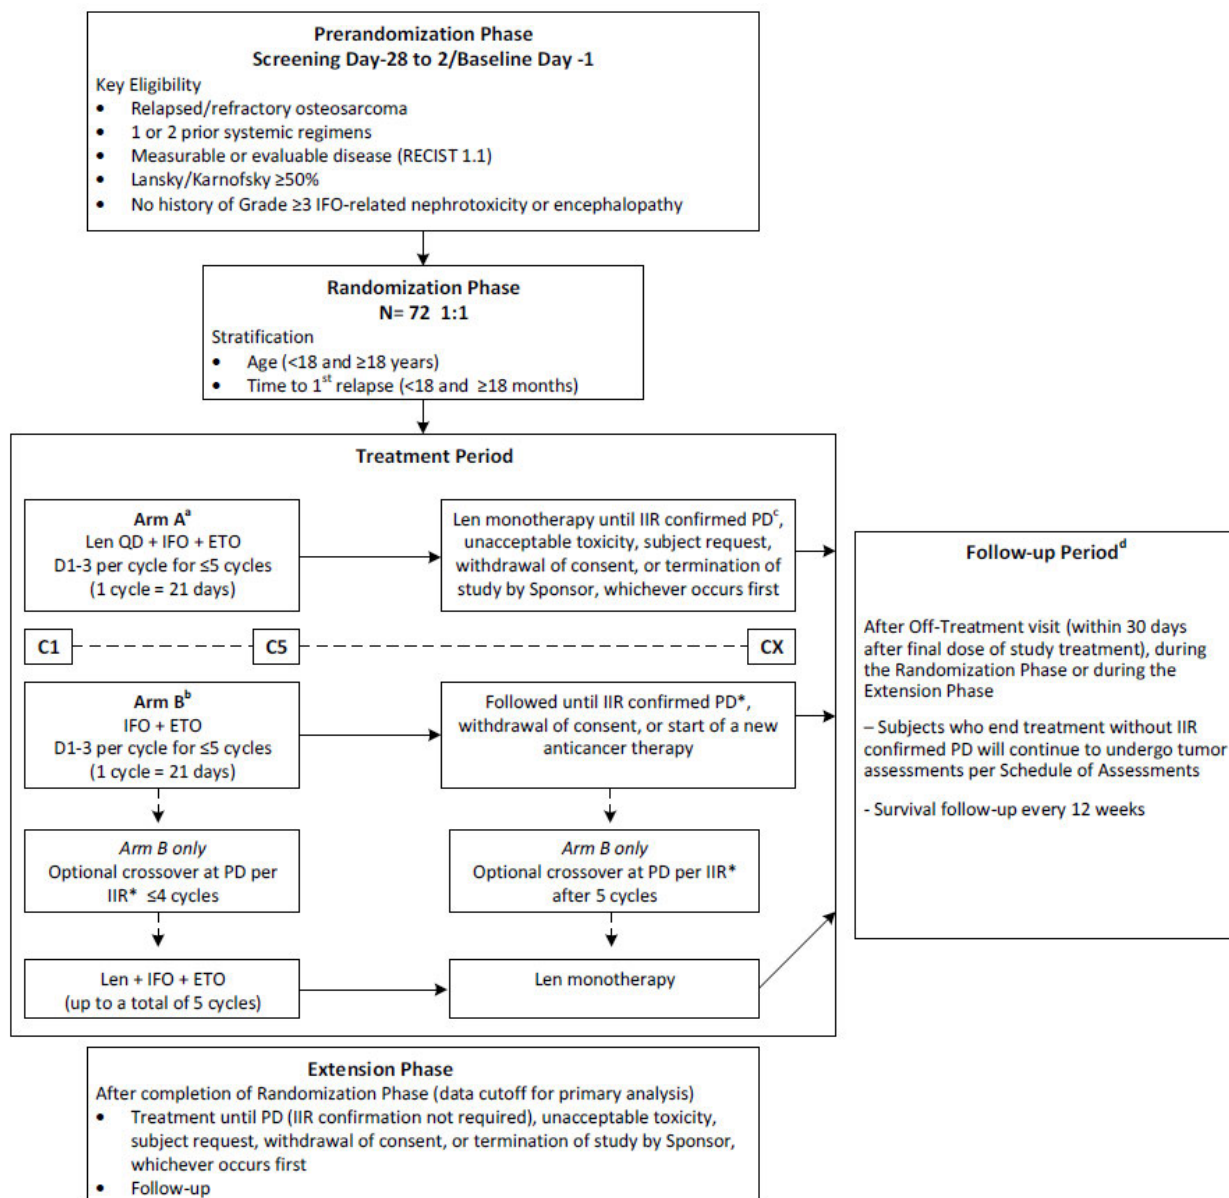 Prerandomization Phase
Screening Day-28 to 2/Baseline Day -1
Key Eligibility
• Relapsed/refractory osteosarcoma
• 1 or 2 prior systemic regimens
• Measurable or evaluable disease (RECIST 1.1)
• Lansky/Karnofsky ≥50%
• No history of Grade ≥3 IFO-related nephrotoxicity or encephalopathy
Randomization Phase
N= 72 1:1
Stratification
• Age (<18 and ≥18 years)
• Time to 1st relapse (<18 and ≥18 months)
Treatment Period
Arm Aa
Len QD + IFO + ETO
D1-3 per cycle for ≤5 cycles
(1 cycle = 21 days)
Len monotherapy until IIR confirmed PDc,
unacceptable toxicity, subject request,
withdrawal of consent, or termination of
study by Sponsor, whichever occurs first
C1
C5
CX
Arm Bb
IFO + ETO
D1-3 per cycle for ≤5 cycles
(1 cycle = 21 days)
Followed until IIR confirmed PD*,
withdrawal of consent, or start of a new
anticancer therapy
Arm B only
Optional crossover at PD per
IIR* ≤4 cycles
Arm B only
Optional crossover at PD per IIR*
after 5 cycles
Len + IFO + ETO
(up to a total of 5 cycles)
Len monotherapy
Follow-up Periodd
After Off-Treatment visit (within 30 days
after final dose of study treatment), during
the Randomization Phase or during the
Extension Phase
– Subjects who end treatment without IIR
confirmed PD will continue to undergo tumor
assessments per Schedule of Assessments
- Survival follow-up every 12 weeks
Extension Phase
After completion of Randomization Phase (data cutoff for primary analysis)
• Treatment until PD (IIR confirmation not required), unacceptable toxicity,
subject request, withdrawal of consent, or termination of study by Sponsor,
whichever occurs first
• Follow-up